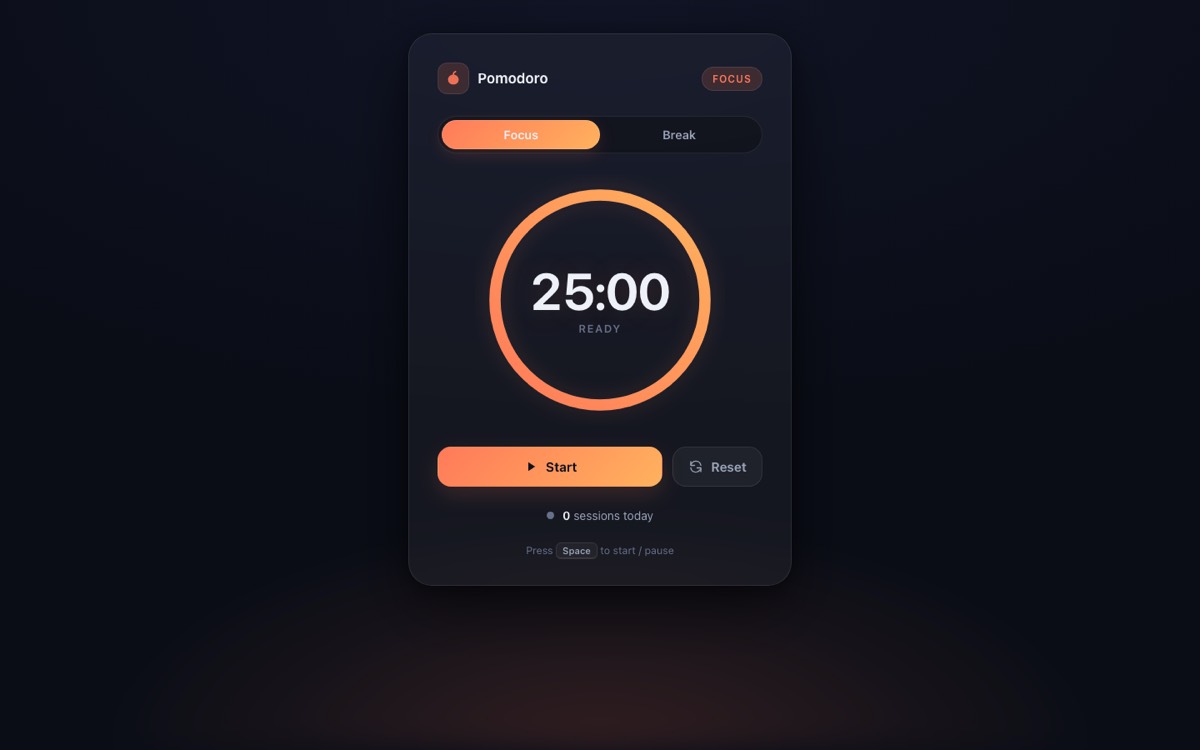 Pomodoro
FOCUS
Focus
Break
25:00
READY
Start
Reset
0 sessions today
Press Space to start / pause